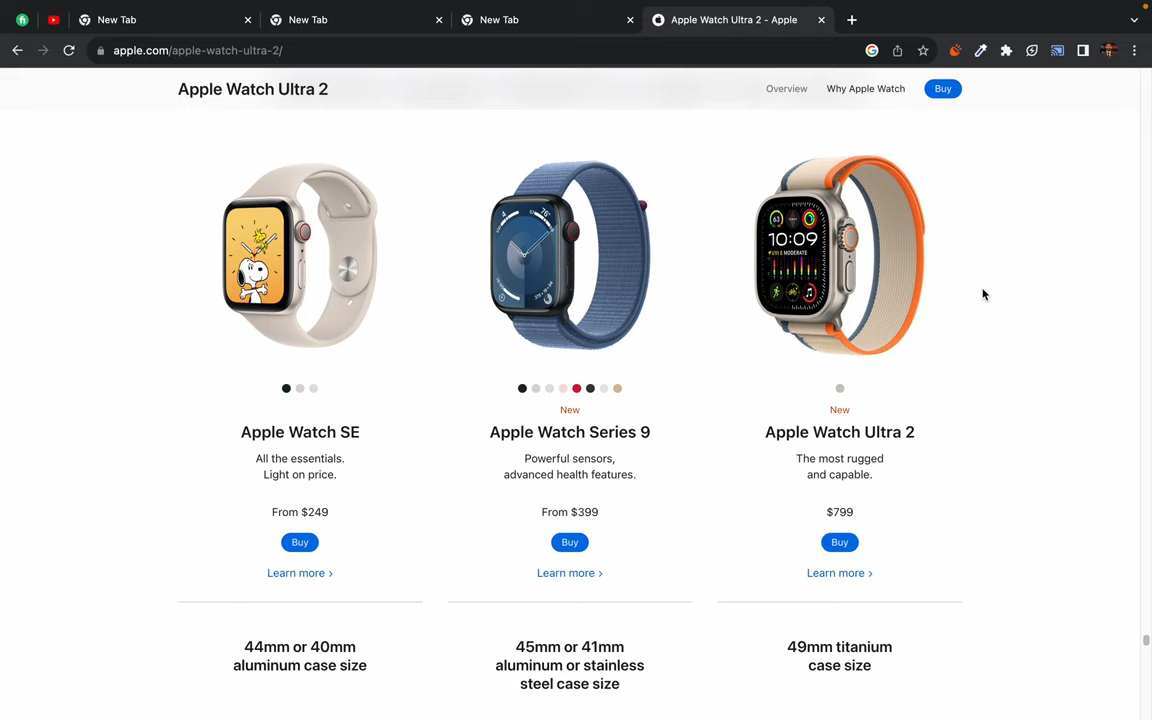 New Tab
New Tab
New Tab
Apple Watch Ultra 2 - Apple
apple.com/apple-watch-ultra-2/
Apple Watch Ultra 2
Overview
Why Apple Watch
Buy
10:09
New
New
Apple Watch SE
Apple Watch Series 9
Apple Watch Ultra 2
All the essentials.
Light on price.
Powerful sensors,
advanced health features.
The most rugged
and capable.
From $249
From $399
$799
Buy
Buy
Buy
Learn more >
Learn more >
Learn more >
44mm or 40mm
aluminum case size
45mm or 41mm
aluminum or stainless
steel case size
49mm titanium
case size